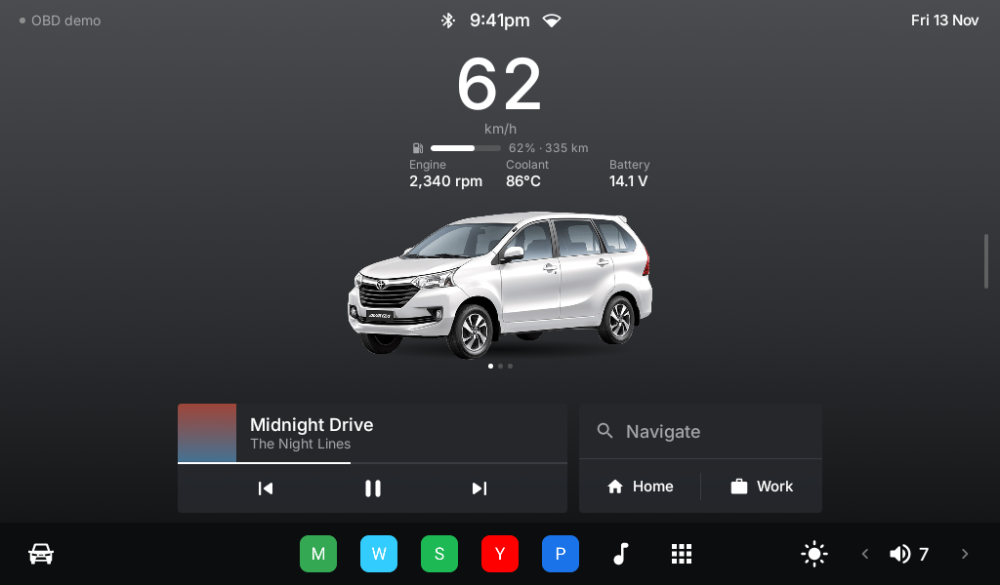 OBD demo
9:41pm
Fri 13 Nov
62
km/h
62% · 335 km
Engine
Coolant
Battery
2,340 rpm
86°C
14.1 V
Midnight Drive
The Night Lines
Navigate
Home
Work
M
W
S
Y
P
7